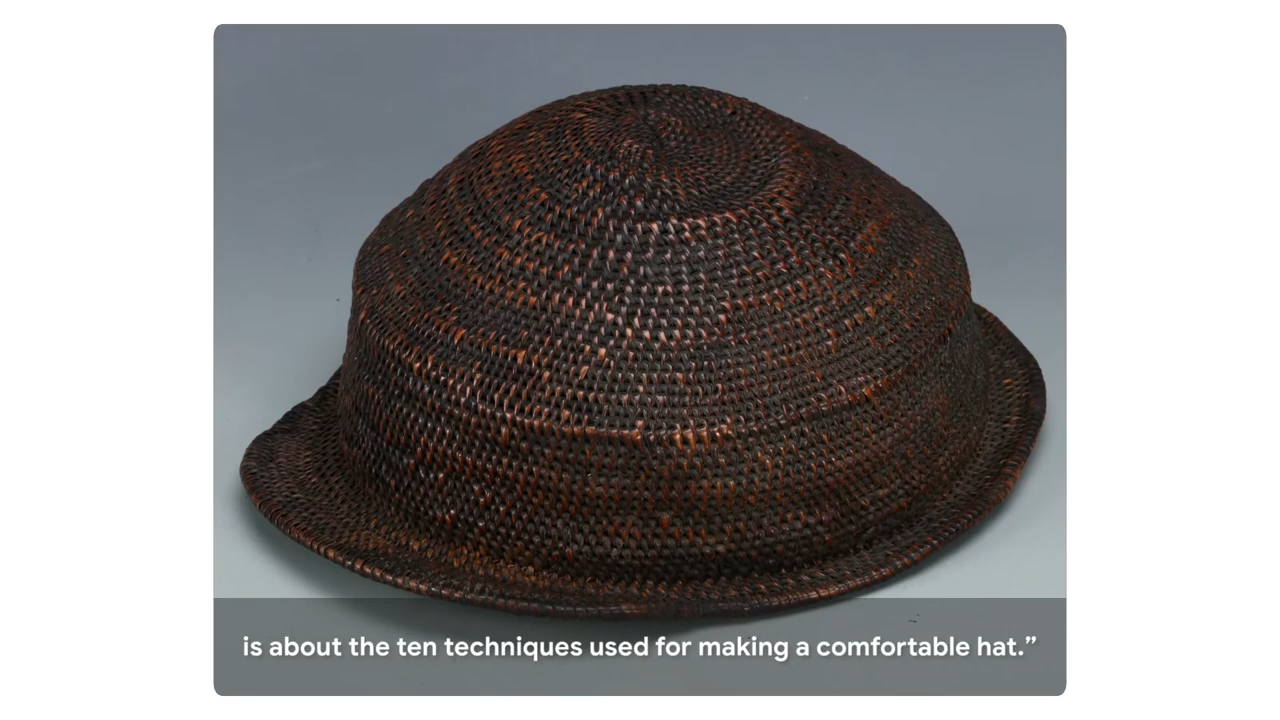 is about the ten techniques used for making a comfortable hat.”